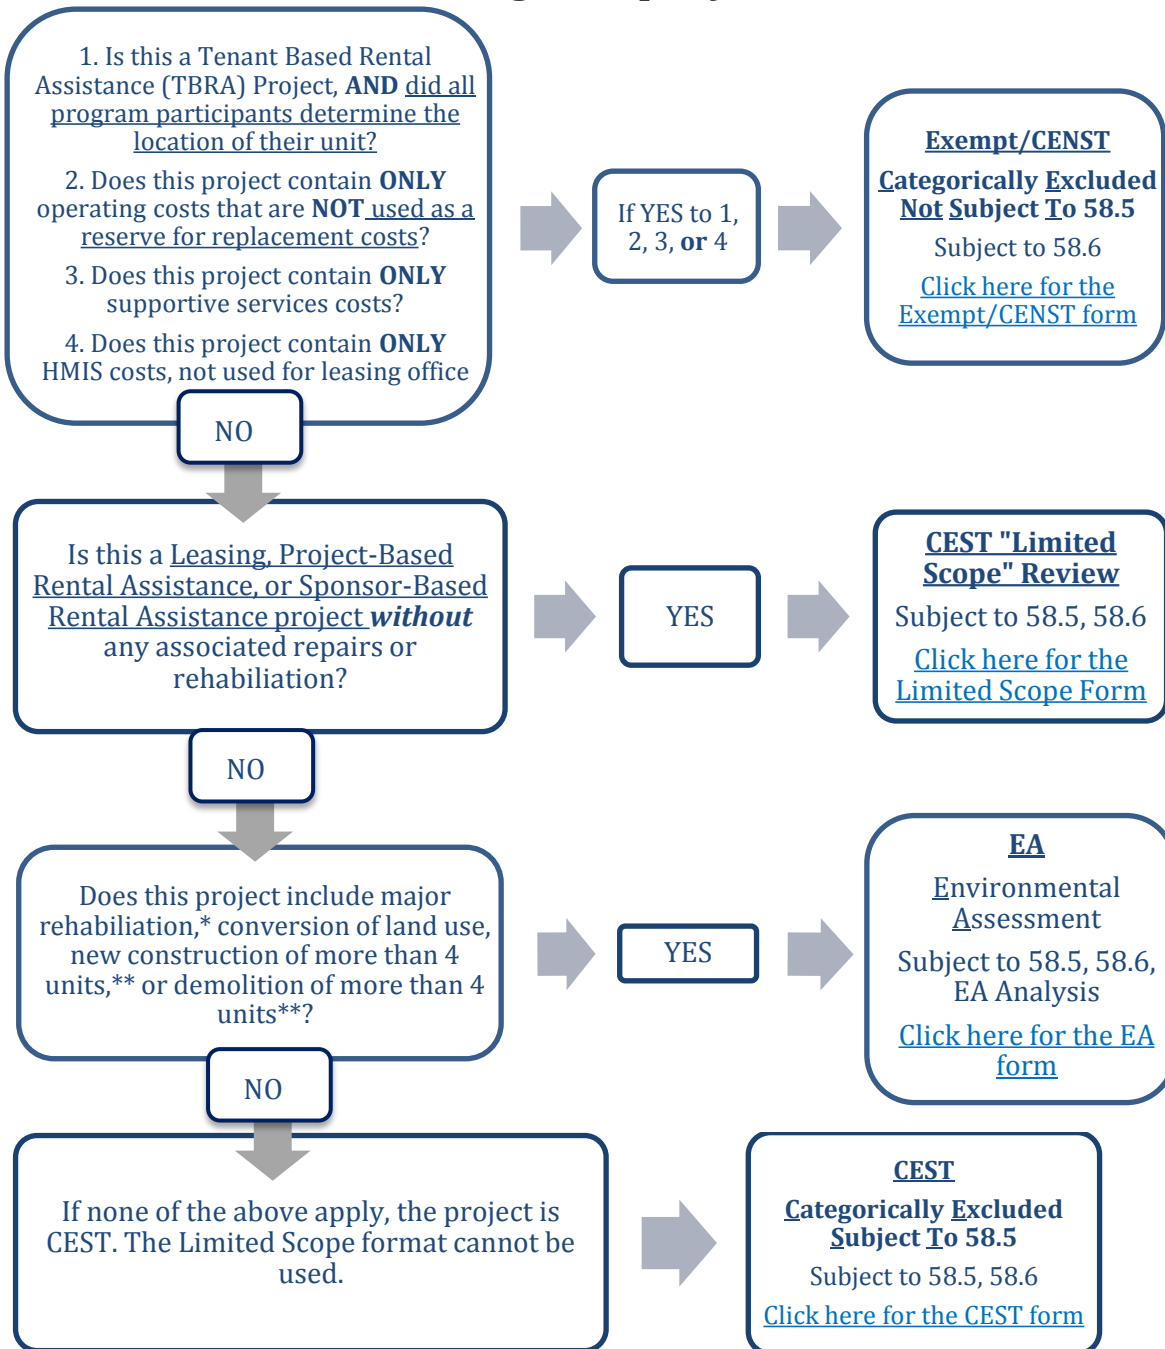 1. Is this a Tenant Based Rental
Assistance (TBRA) Project, AND did all
program participants determine the
location of their unit?
2. Does this project contain ONLY
operating costs that are NOT used as a
reserve for replacement costs?
3. Does this project contain ONLY
supportive services costs?
4. Does this project contain ONLY
HMIS costs, not used for leasing office
If YES to 1,
2, 3, or 4
Exempt/CENST
Categorically Excluded
Not Subject To 58.5
Subject to 58.6
Click here for the
Exempt/CENST form
NO
Is this a Leasing, Project-Based
Rental Assistance, or Sponsor-Based
Rental Assistance project without
any associated repairs or
rehabiliation?
YES
CEST "Limited
Scope" Review
Subject to 58.5, 58.6
Click here for the
Limited Scope Form
NO
Does this project include major
rehabiliation,* conversion of land use,
new construction of more than 4
units,** or demolition of more than 4
units**?
YES
EA
Environmental
Assessment
Subject to 58.5, 58.6,
EA Analysis
Click here for the EA
form
NO
If none of the above apply, the project is
CEST. The Limited Scope format cannot be
used.
CEST
Categorically Excluded
Subject To 58.5
Subject to 58.5, 58.6
Click here for the CEST form